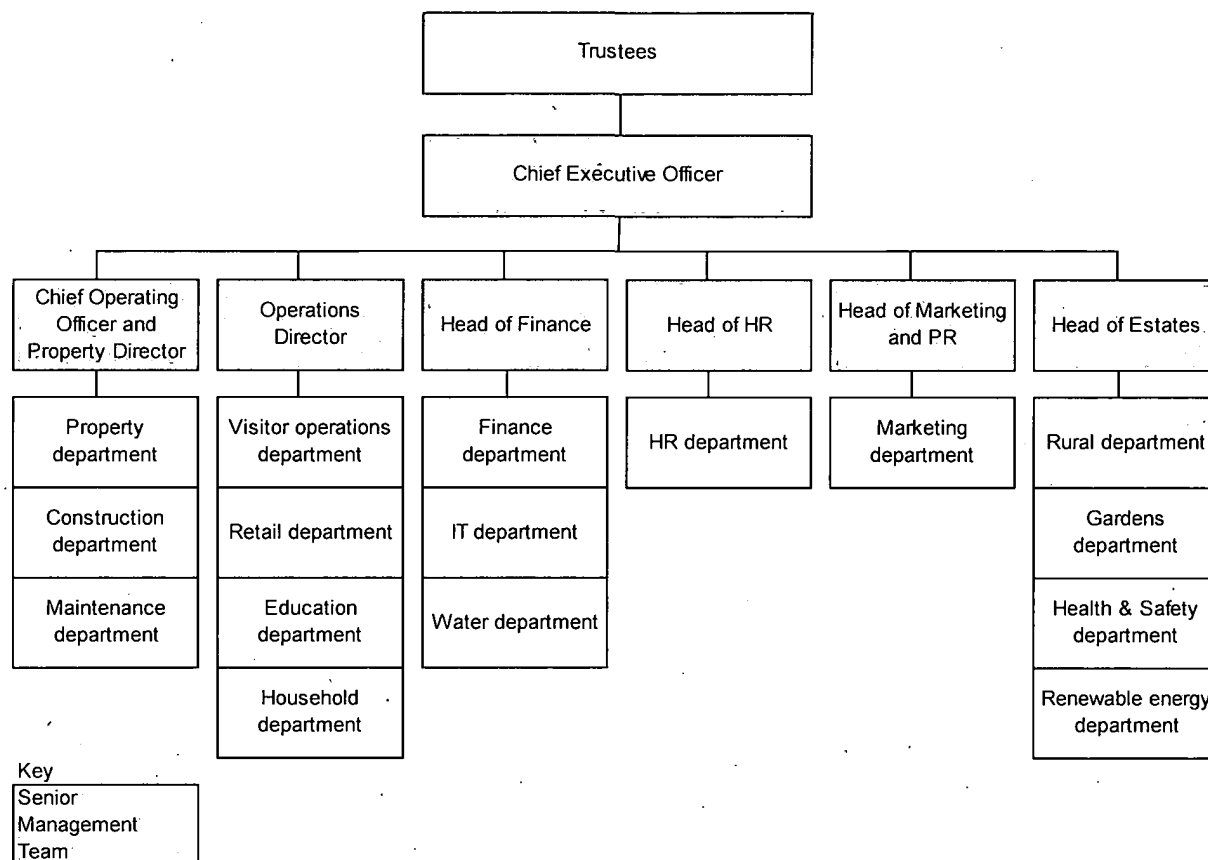 Trustees
Chief Executive Officer
Chief Operating
Officer and
Property Director
Operations
Director
Head of Finance
Head of HR
Head of Marketing
and PR
Head of Estates
Property
department
Visitor operations
department
Finance
department
HR department
Marketing
department
Rural department
Construction
department
Retail department
IT department
Gardens
department
Maintenance
department
Education
department
Water department
Health & Safety
department
Household
department
Renewable energy
department
Key
Senior
Management
Team